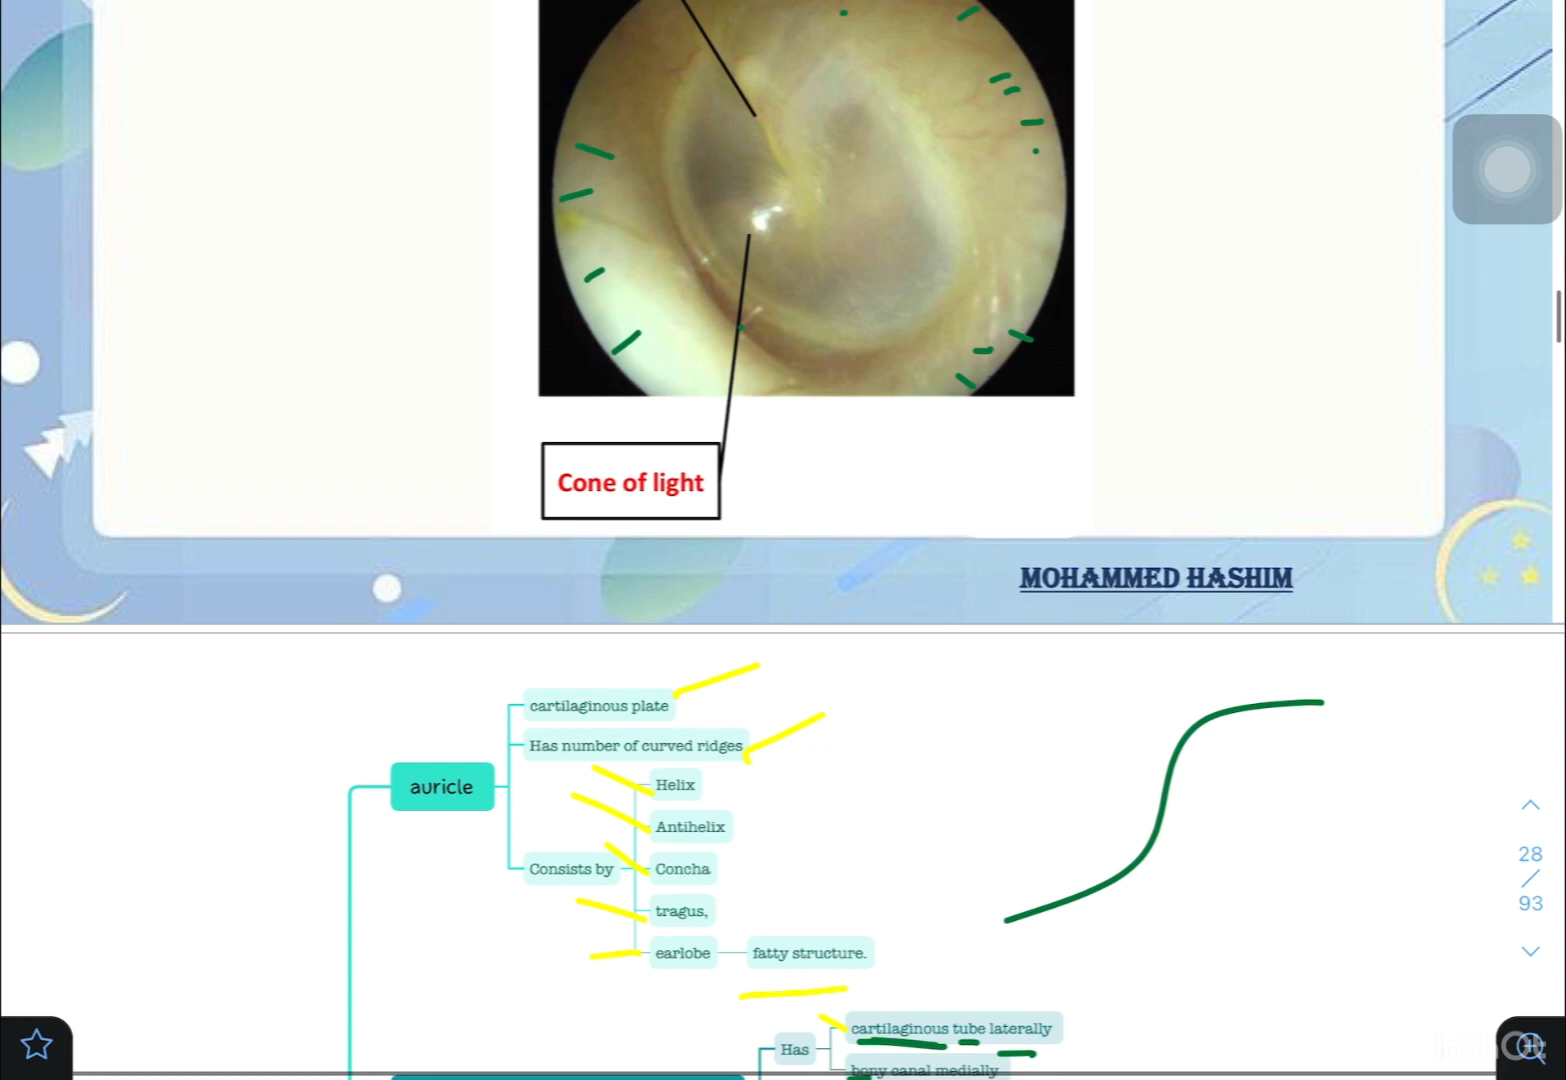 Cone of light
MOHAMMED HASHIM
cartilaginous plate
Has number of curved ridges
auricle
Helix
Antihelix
Consists by
Concha
tragus,
earlobe
fatty structure.
28
/
93
cartilaginous tube laterally
Has
bony canal medially